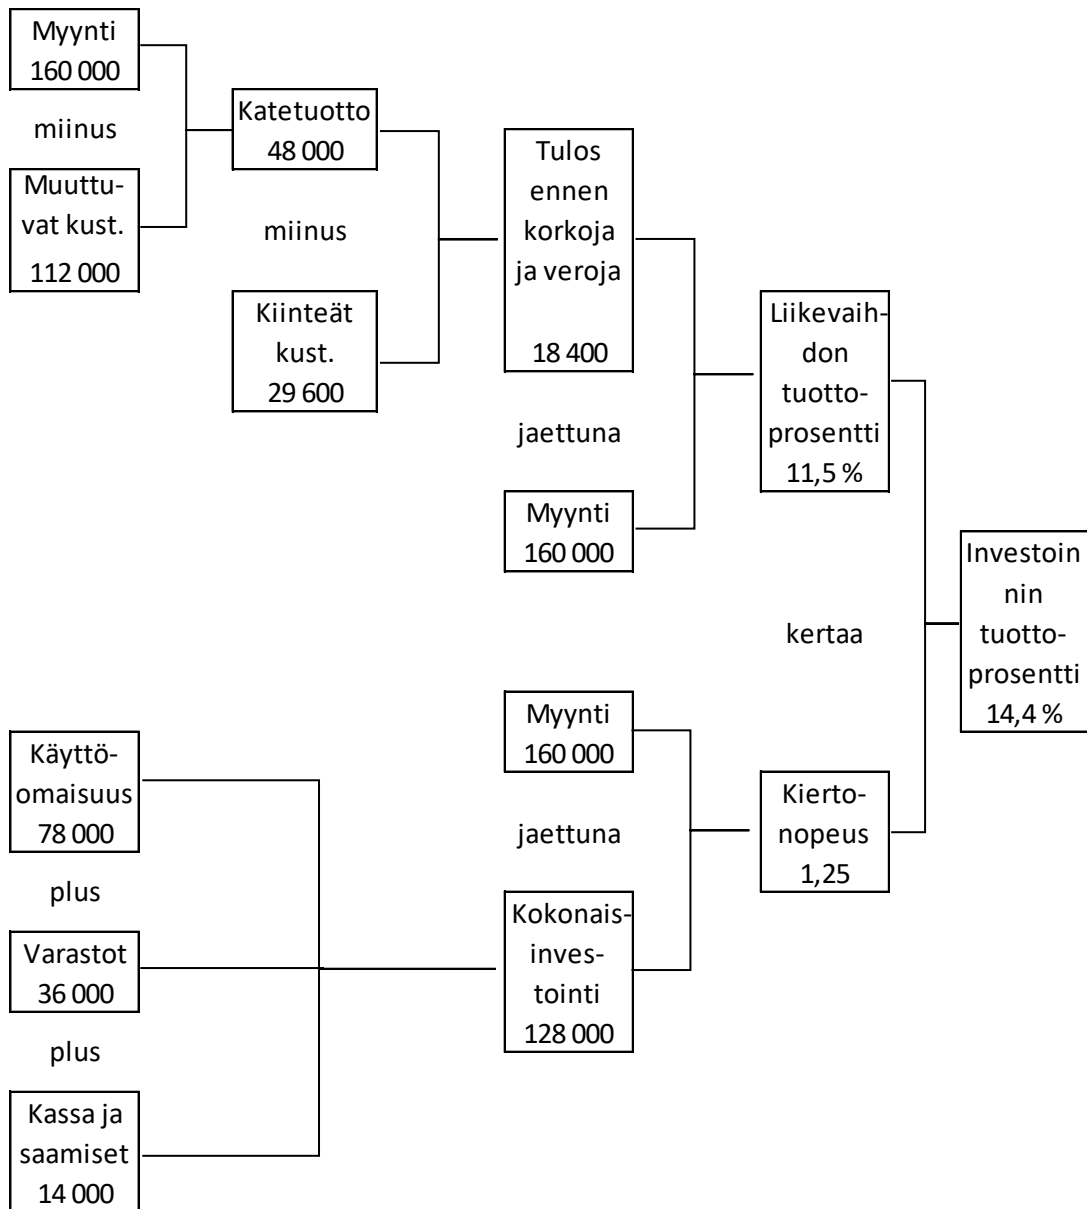 Myynti
160 000
miinus
Muuttu-
vat kust.
112 000
Katetuotto
48 000
miinus
Kiinteät
kust.
29 600
Tulos
ennen
korkoja
ja veroja
18 400
jaettuna
Myynti
160 000
Liikevaih-
don
tuotto-
prosentti
11,5 %
kertaa
Investoin
nin
tuotto-
prosentti
14,4 %
Käyttö-
omaisuus
78 000
plus
Varastot
36 000
plus
Kassa ja
saamiset
14 000
Myynti
160 000
jaettuna
Kokonais-
inves-
tointi
128 000
Kierto-
nopeus
1,25